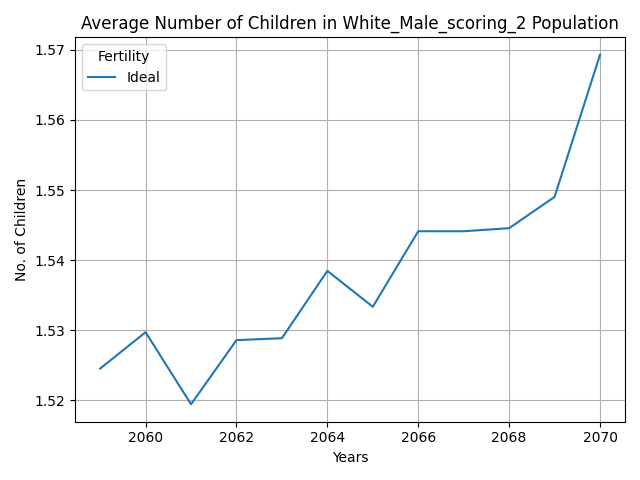 Average Number of Children in White_Male_scoring_2 Population
Fertility
Ideal
1.57
1.56
1.55
1.54
1.53
1.52
No. of Children
2060 2062 2064 2066 2068 2070
Years